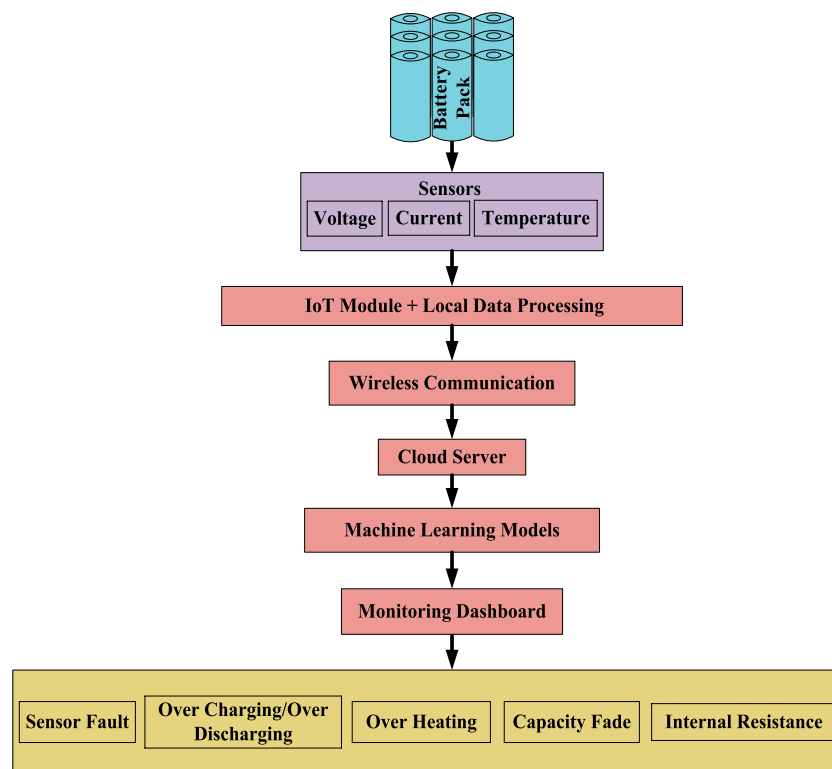 Battery
Pack
Sensors
Voltage
Current
Temperature
IoT Module + Local Data Processing
Wireless Communication
Cloud Server
Machine Learning Models
Monitoring Dashboard
Sensor Fault
Over Charging/Over
Discharging
Over Heating
Capacity Fade
Internal Resistance